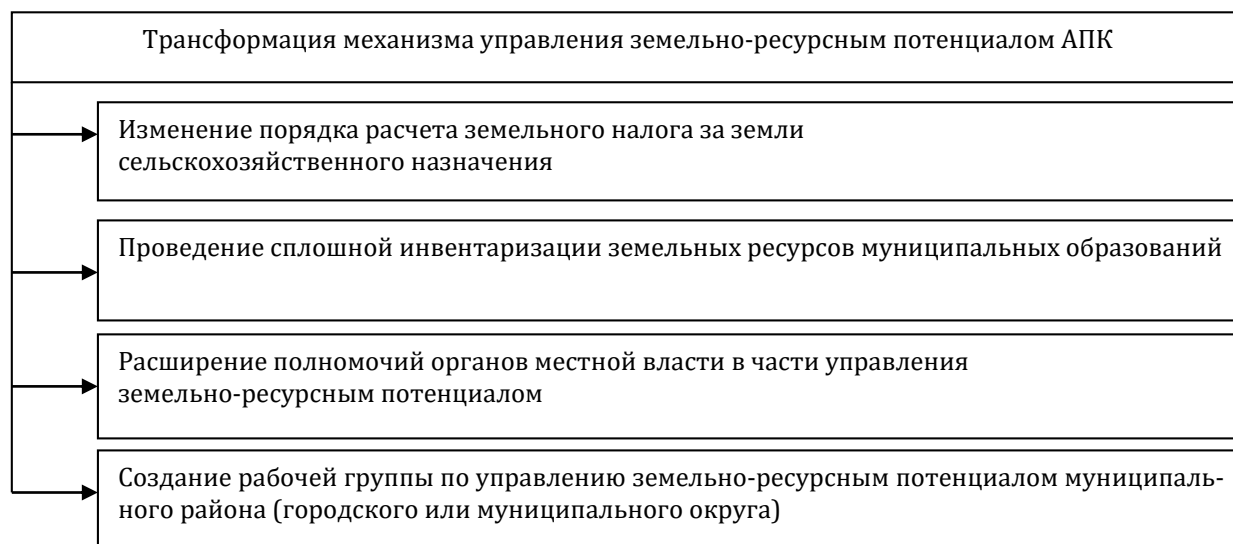 Трансформация механизма управления земельно-ресурсным потенциалом АПК
Изменение порядка расчета земельного налога за земли
сельскохозяйственного назначения
Проведение сплошной инвентаризации земельных ресурсов муниципальных образований
Расширение полномочий органов местной власти в части управления
земельно-ресурсным потенциалом
Создание рабочей группы по управлению земельно-ресурсным потенциалом муниципаль-
ного района (городского или муниципального округа)